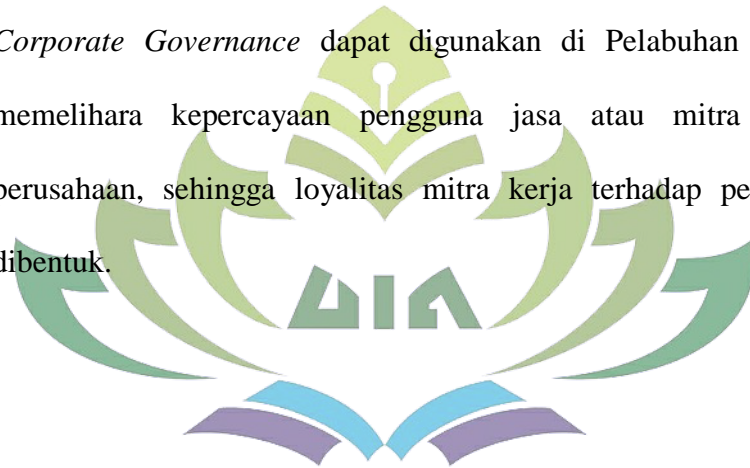 Corporate Governance dapat digunakan di Pelabuhan
memelihara kepercayaan pengguna jasa atau mitra
perusahaan, sehingga loyalitas mitra kerja terhadap pe
dibentuk.
UIN